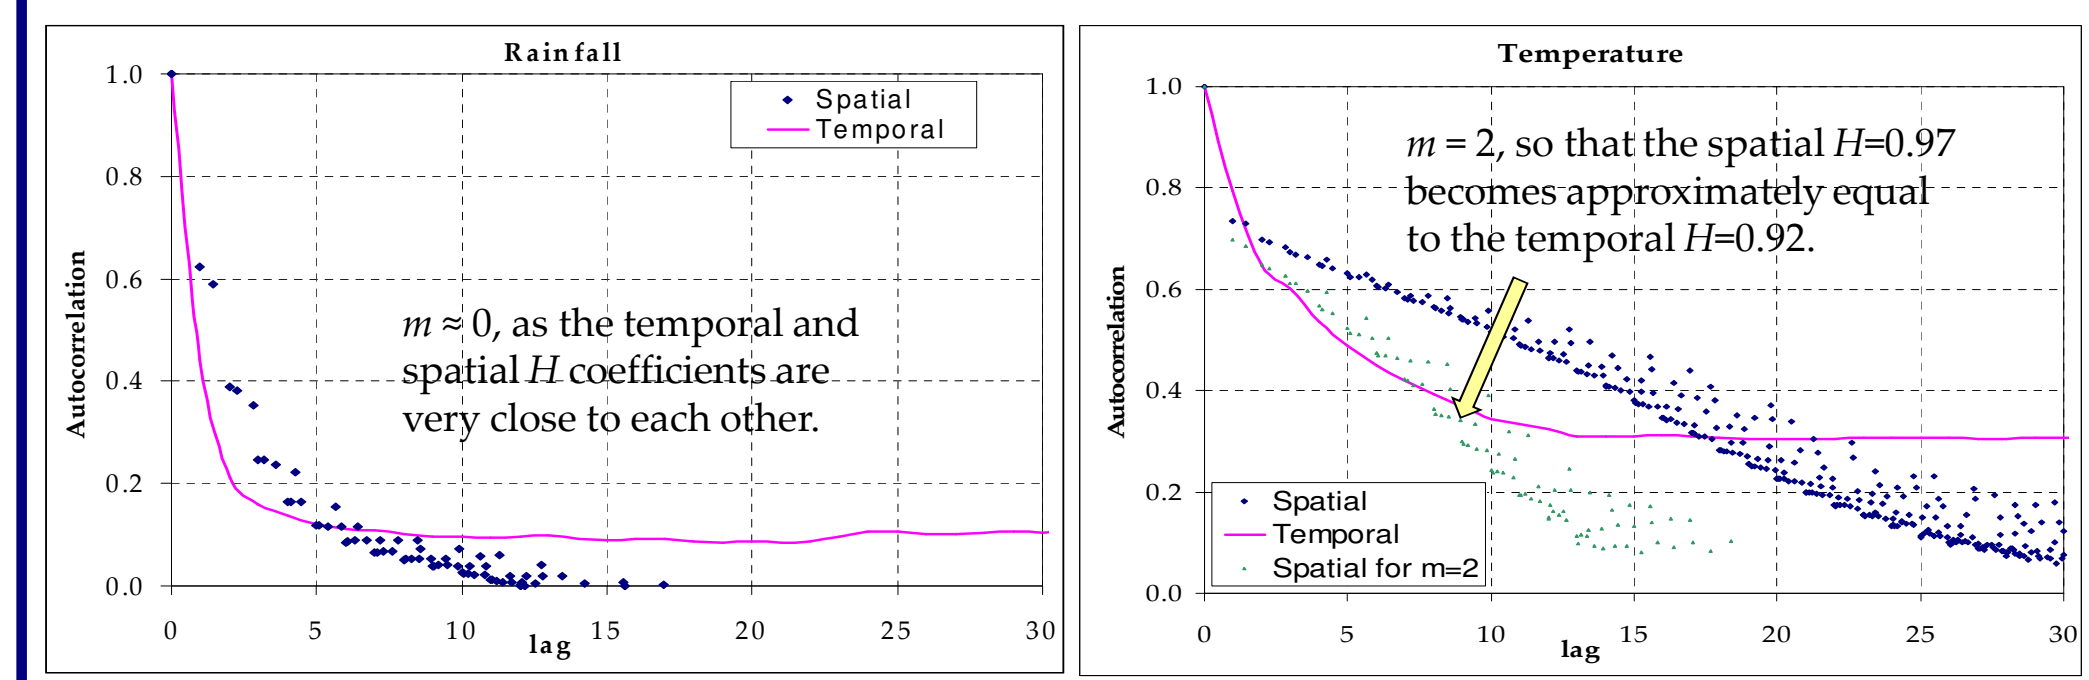 Rainfall
Spatial
Temporal
1.0
0.8
0.6
0.4
0.2
0.0
Autocorrelation
m ≈ 0, as the temporal and
spatial H coefficients are
very close to each other.
0 5 10 15 20 25 30
lag
Temperature
1.0
0.8
0.6
0.4
0.2
0.0
Autocorrelation
m = 2, so that the spatial H=0.97
becomes approximately equal
to the temporal H=0.92.
Spatial
Temporal
Spatial for m=2
0 5 10 15 20 25 30
lag